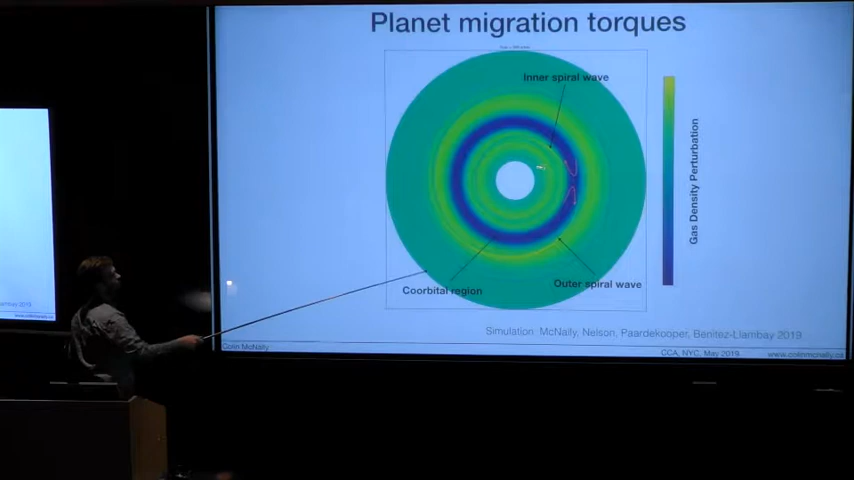 Planet migration torques
Inner spiral wave
Gas Density Perturbation
Coorbital region
Outer spiral wave
Simulation: McNally, Nelson, Paardekooper, Benitez-Llambay 2019
Colin McNally
CCA, NYC, May 2019
www.colinmcnally.ca